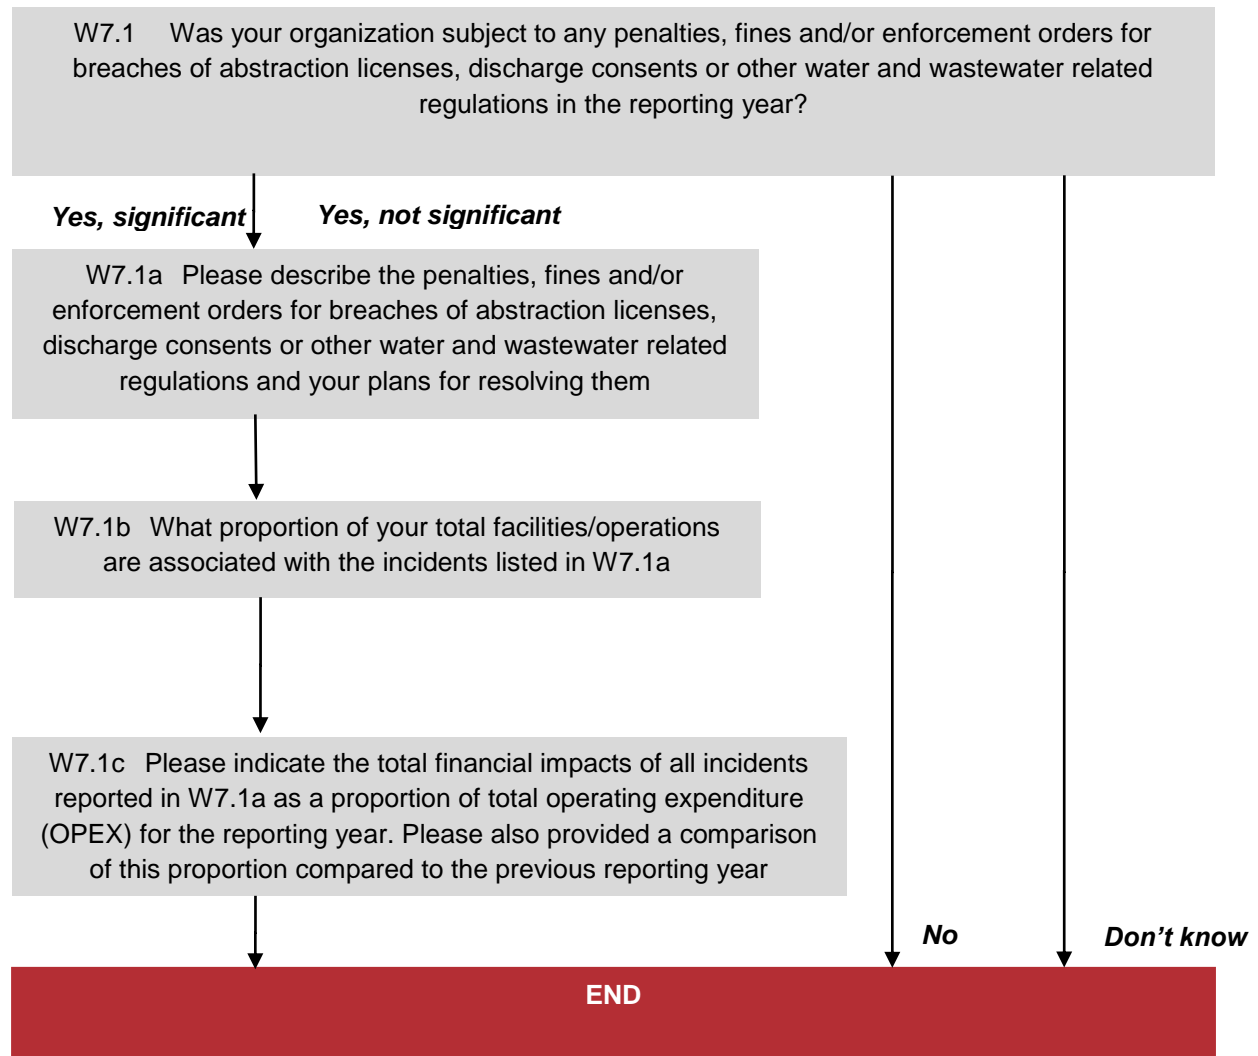 W7.1 Was your organization subject to any penalties, fines and/or enforcement orders for
breaches of abstraction licenses, discharge consents or other water and wastewater related
regulations in the reporting year?
Yes, significant
Yes, not significant
W7.1a Please describe the penalties, fines and/or
enforcement orders for breaches of abstraction licenses,
discharge consents or other water and wastewater related
regulations and your plans for resolving them
W7.1b What proportion of your total facilities/operations
are associated with the incidents listed in W7.1a
W7.1c Please indicate the total financial impacts of all incidents
reported in W7.1a as a proportion of total operating expenditure
(OPEX) for the reporting year. Please also provided a comparison
of this proportion compared to the previous reporting year
No
Don’t know
END